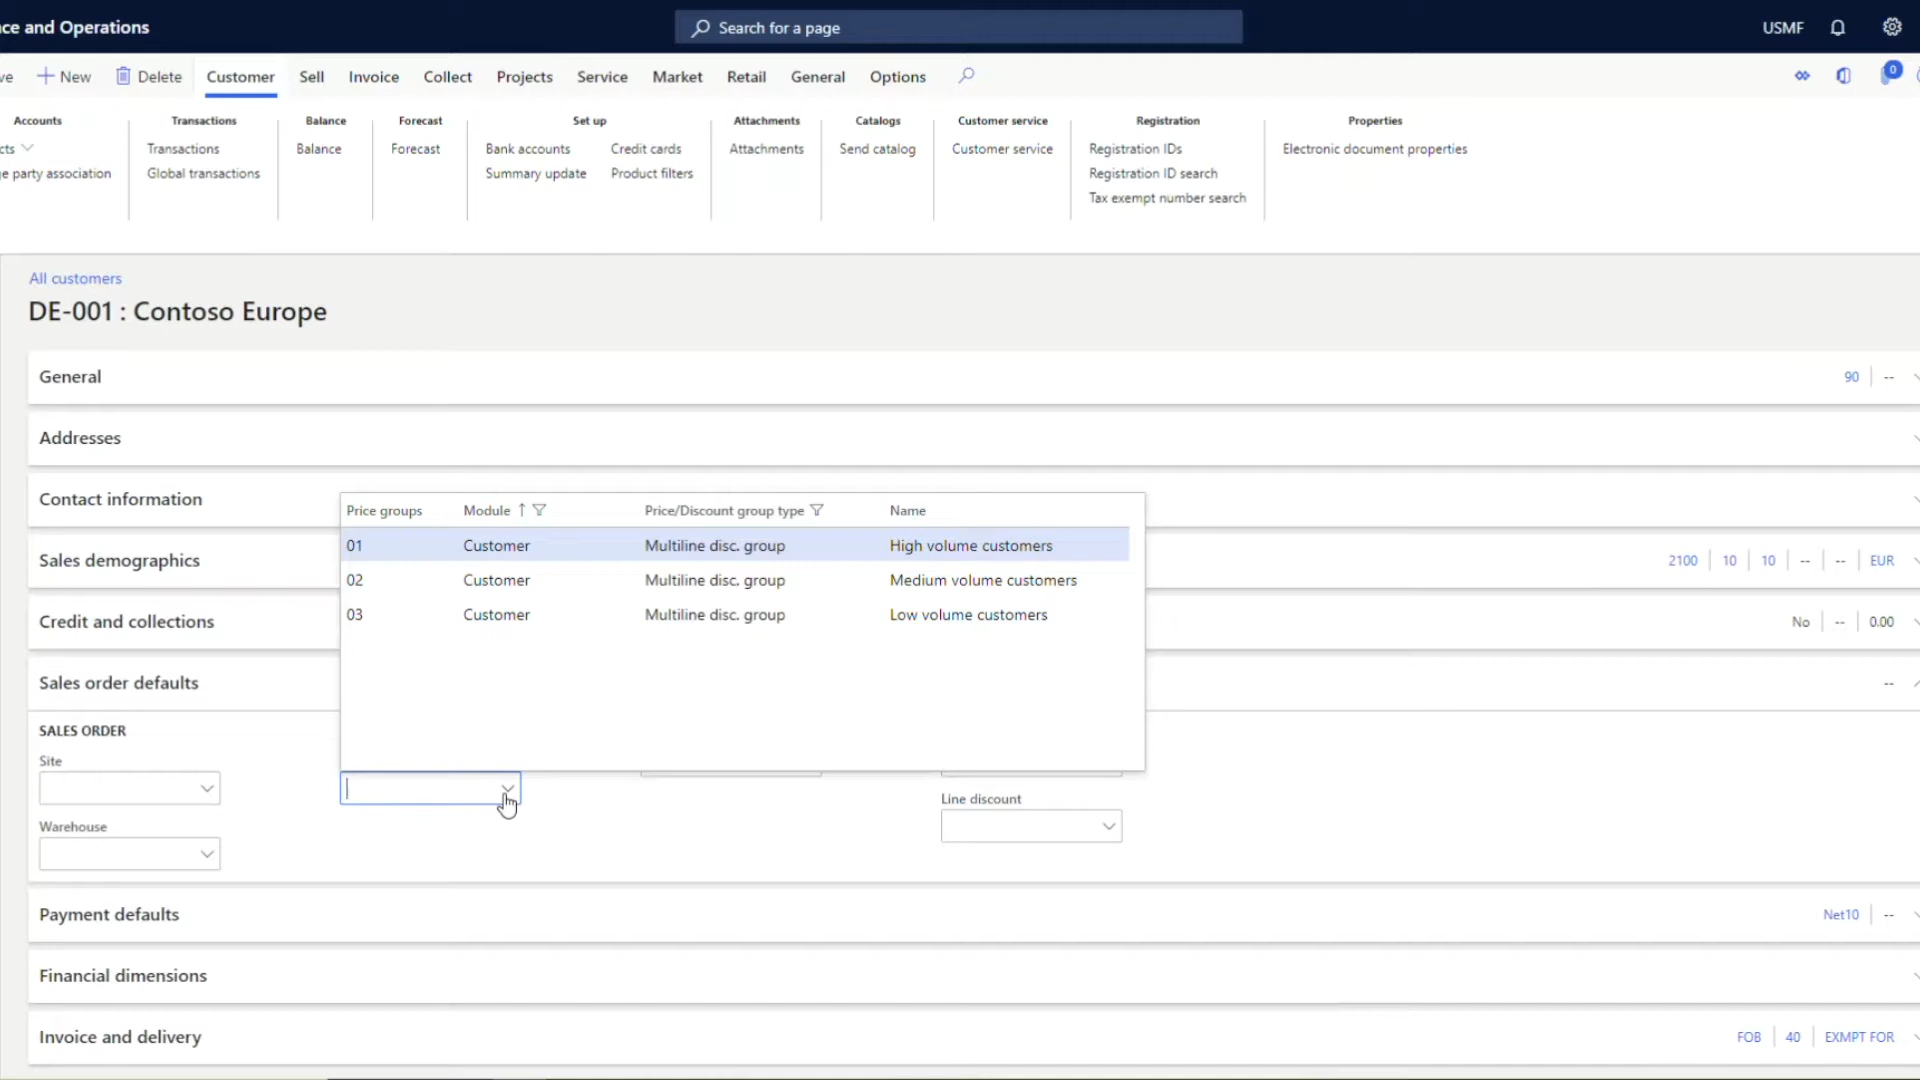 ce and Operations
Search for a page
USMF
ve
New
Delete
Customer
Sell
Invoice
Collect
Projects
Service
Market
Retail
General
Options
0
Accounts
cts
e party association
Transactions
Transactions
Global transactions
Balance
Balance
Forecast
Forecast
Set up
Bank accounts
Credit cards
Summary update
Product filters
Attachments
Attachments
Catalogs
Send catalog
Customer service
Customer service
Registration
Registration IDs
Registration ID search
Tax exempt number search
Properties
Electronic document properties
All customers
DE-001 : Contoso Europe
General
90 | --
Addresses
Contact information
Price groups Module Price/Discount group type Name
01 Customer Multiline disc. group High volume customers
02 Customer Multiline disc. group Medium volume customers
03 Customer Multiline disc. group Low volume customers
Sales demographics
2100 | 10 | 10 | -- | -- | EUR
Credit and collections
No | -- | 0.00
Sales order defaults
--
SALES ORDER
Site
Warehouse
Line discount
Payment defaults
Net10 | --
Financial dimensions
Invoice and delivery
FOB | 40 | EXMPT FOR